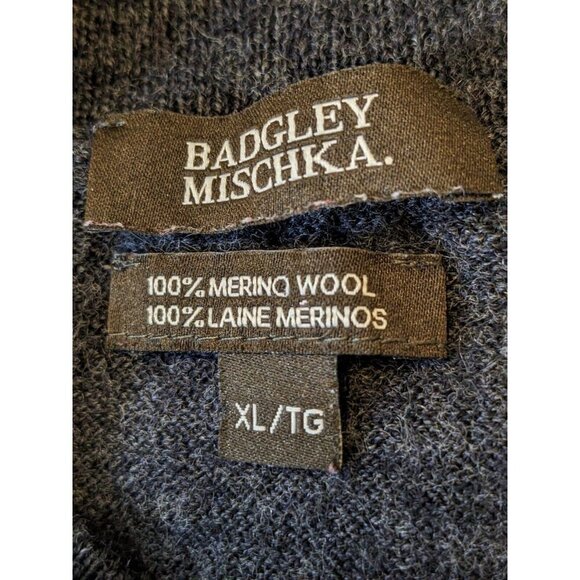 BADGLEY
MISCHKA.
100% MERINO WOOL
100% LAINE MÉRINOS
XL/TG